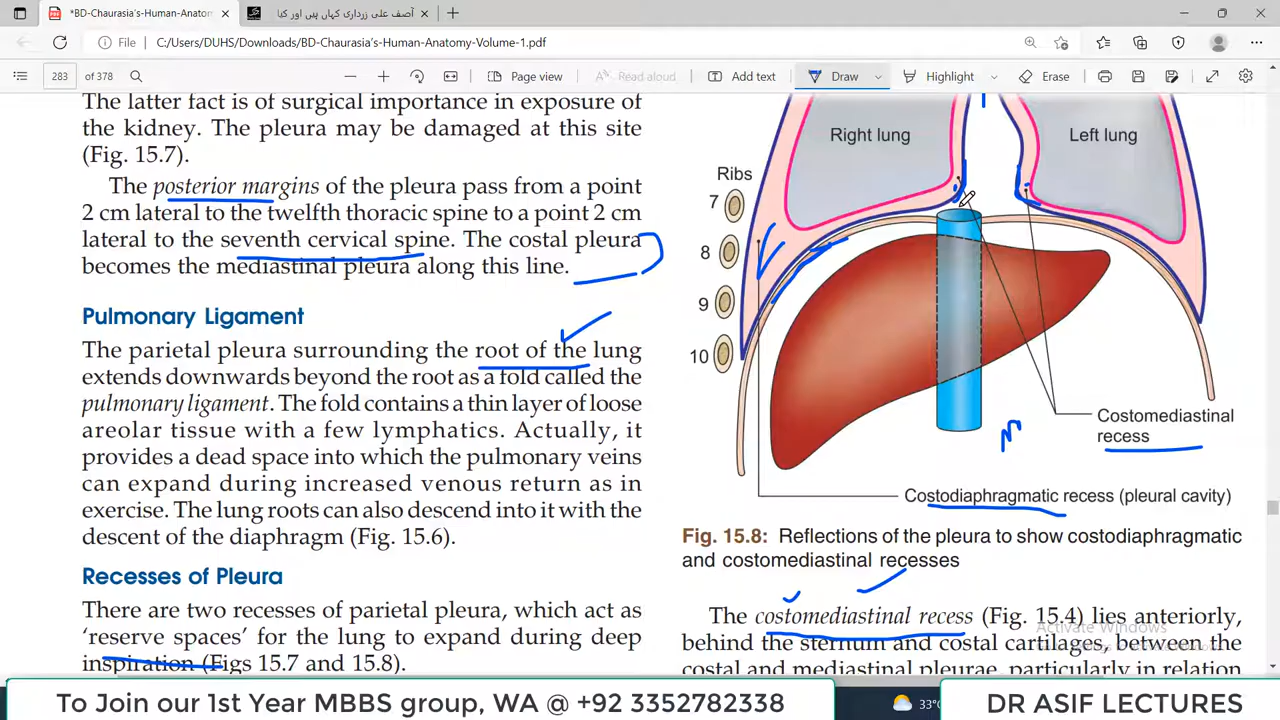 *BD-Chaurasia's-Human-Anatom
آصف علی زرداری کہاں ہیں اور کیا
File
C:/Users/DUHS/Downloads/BD-Chaurasia's-Human-Anatomy-Volume-1.pdf
283 of 378
Page view
Read aloud
Add text
Draw
Highlight
Erase
The latter fact is of surgical importance in exposure of
the kidney. The pleura may be damaged at this site
(Fig. 15.7).
The posterior margins of the pleura pass from a point
2 cm lateral to the twelfth thoracic spine to a point 2 cm
lateral to the seventh cervical spine. The costal pleura
becomes the mediastinal pleura along this line.
Pulmonary Ligament
The parietal pleura surrounding the root of the lung
extends downwards beyond the root as a fold called the
pulmonary ligament. The fold contains a thin layer of loose
areolar tissue with a few lymphatics. Actually, it
provides a dead space into which the pulmonary veins
can expand during increased venous return as in
exercise. The lung roots can also descend into it with the
descent of the diaphragm (Fig. 15.6).
Recesses of Pleura
There are two recesses of parietal pleura, which act as
'reserve spaces' for the lung to expand during deep
inspiration (Figs 15.7 and 15.8).
Right lung
Left lung
Ribs
7
8
9
10
Costomediastinal
recess
Costodiaphragmatic recess (pleural cavity)
Fig. 15.8: Reflections of the pleura to show costodiaphragmatic
and costomediastinal recesses
The costomediastinal recess (Fig. 15.4) lies anteriorly,
behind the sternum and costal cartilages, between the
costal and mediastinal pleurae, particularly in relation
Activate Windows
To Join our 1st Year MBBS group, WA @ +92 3352782338
33°
DR ASIF LECTURES